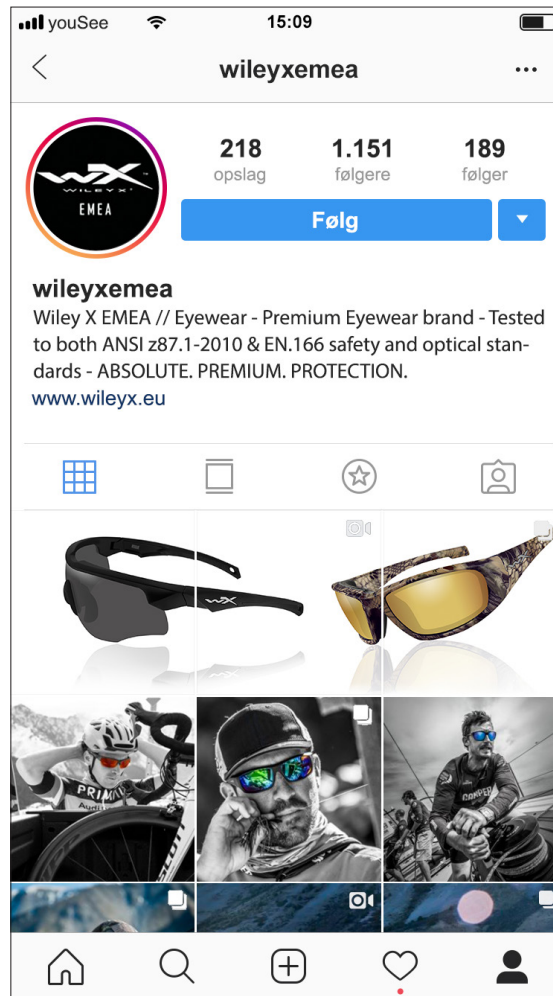 youSee 15:09
wileyxemea
218 1.151 189
opslag følgere følger
WX
WILEY X
EMEA
Følg
wileyxemea
Wiley X EMEA // Eyewear - Premium Eyewear brand - Tested
to both ANSI z87.1-2010 & EN.166 safety and optical stan-
dards - ABSOLUTE. PREMIUM. PROTECTION.
www.wileyx.eu
WX
PRIMA
Audi
SCOTT